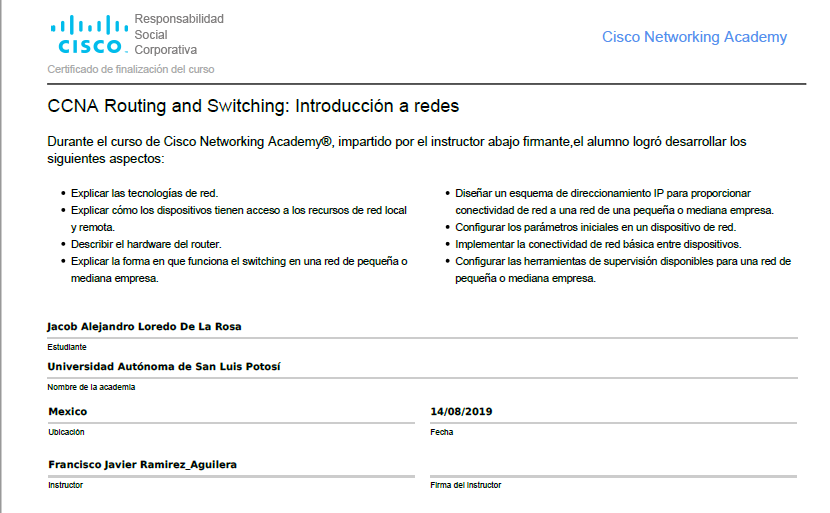 Responsabilidad
Social
Corporativa
CISCO
Cisco Networking Academy
Certificado de finalización del curso
CCNA Routing and Switching: Introducción a redes
Durante el curso de Cisco Networking Academy®, impartido por el instructor abajo firmante,el alumno logró desarrollar los
siguientes aspectos:
• Explicar las tecnologías de red.
• Explicar cómo los dispositivos tienen acceso a los recursos de red local
y remota.
• Describir el hardware del router.
• Explicar la forma en que funciona el switching en una red de pequeña o
mediana empresa.
• Diseñar un esquema de direccionamiento IP para proporcionar
conectividad de red a una red de una pequeña o mediana empresa.
• Configurar los parámetros iniciales en un dispositivo de red.
• Implementar la conectividad de red básica entre dispositivos.
• Configurar las herramientas de supervisión disponibles para una red de
pequeña o mediana empresa.
Jacob Alejandro Loredo De La Rosa
Estudiante
Universidad Autónoma de San Luis Potosí
Nombre de la academia
Mexico
Ubicación
14/08/2019
Fecha
Francisco Javier Ramirez_Aguilera
Instructor
Firma del instructor